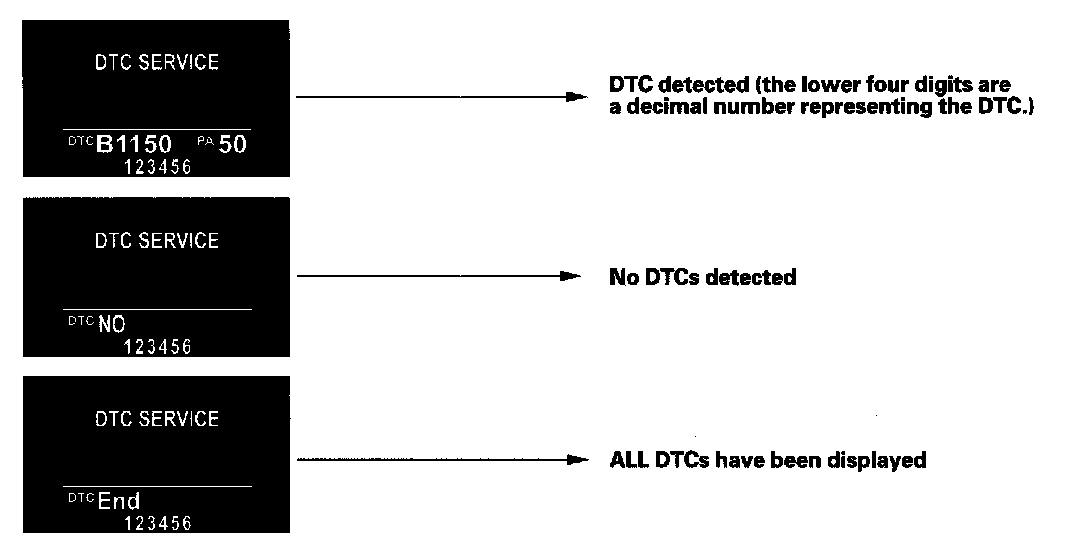 DTC SERVICE
DTC B1150 PA 50
123456
DTC detected (the lower four digits are
a decimal number representing the DTC.)
DTC SERVICE
DTC NO
123456
No DTCs detected
DTC SERVICE
DTC End
123456
ALL DTCs have been displayed